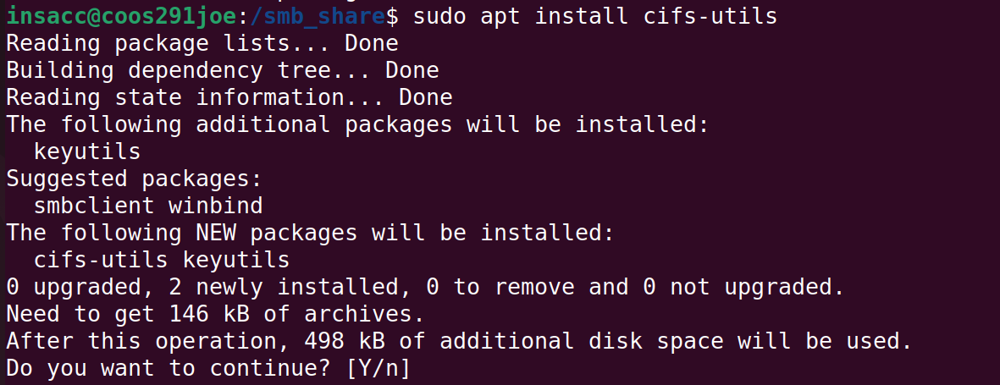 insacc@coos291joe:/smb_share$ sudo apt install cifs-utils
Reading package lists... Done
Building dependency tree... Done
Reading state information... Done
The following additional packages will be installed:
  keyutils
Suggested packages:
  smbclient winbind
The following NEW packages will be installed:
  cifs-utils keyutils
0 upgraded, 2 newly installed, 0 to remove and 0 not upgraded.
Need to get 146 kB of archives.
After this operation, 498 kB of additional disk space will be used.
Do you want to continue? [Y/n]